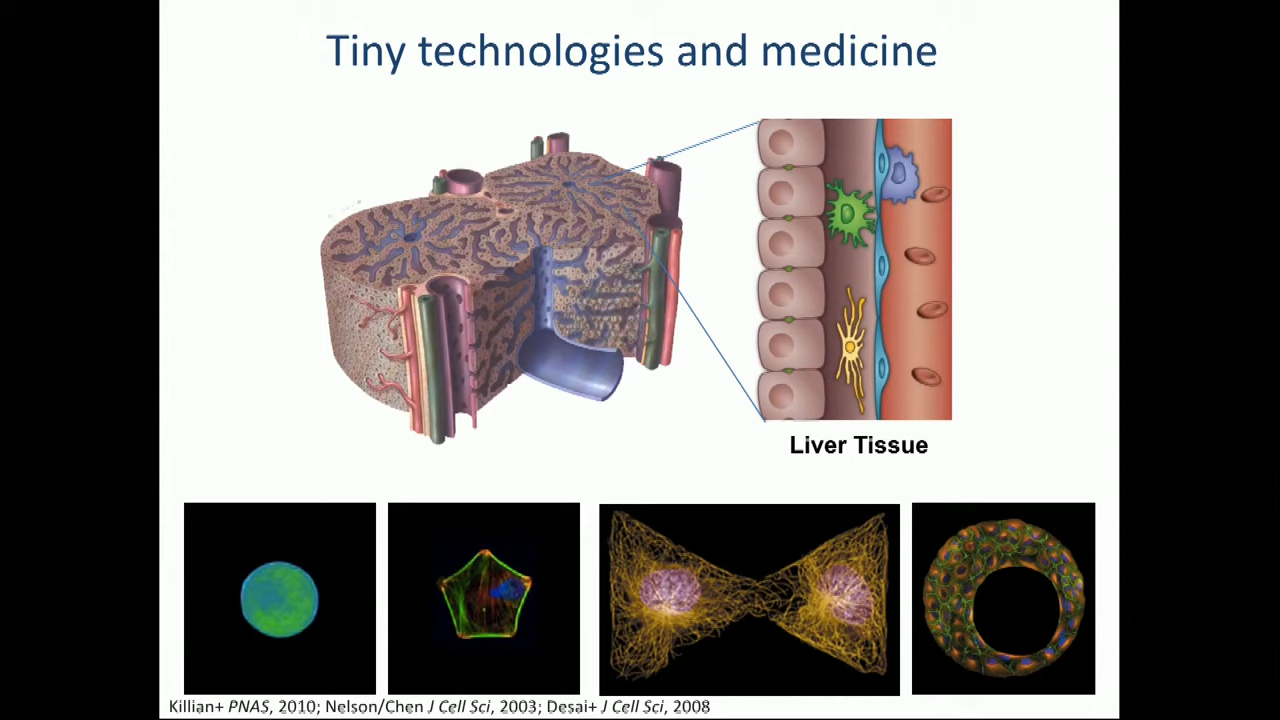 Tiny technologies and medicine
Liver Tissue
Killian+ PNAS, 2010; Nelson/Chen J Cell Sci, 2003; Desai+ J Cell Sci, 2008